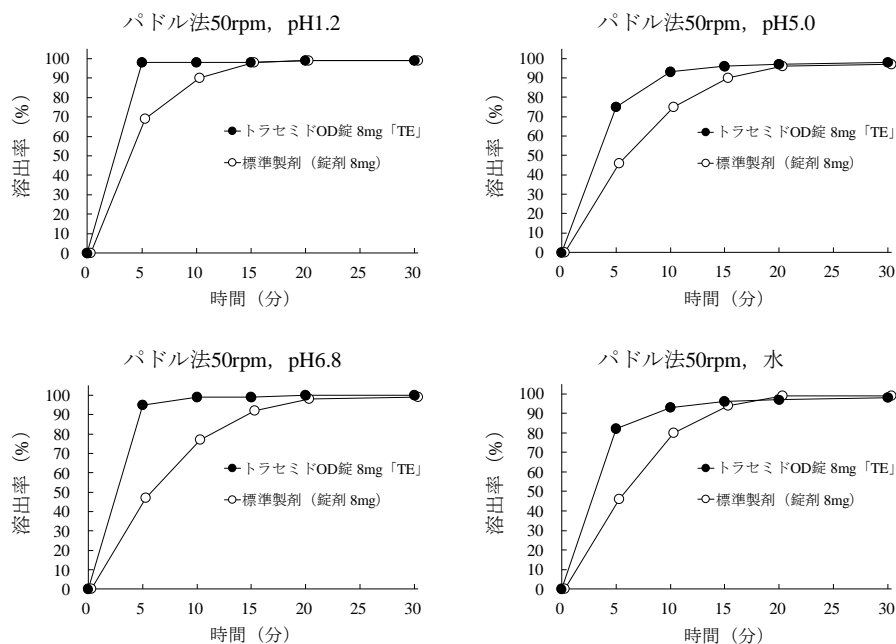 パドル法50rpm，pH1.2
溶出率（%）
100
90
80
70
60
50
40
30
20
10
0
トラセミドOD錠 8mg「TE」
標準製剤（錠剤 8mg）
0 5 10 15 20 25 30
時間（分）
パドル法50rpm，pH5.0
溶出率（%）
100
90
80
70
60
50
40
30
20
10
0
トラセミドOD錠 8mg「TE」
標準製剤（錠剤 8mg）
0 5 10 15 20 25 30
時間（分）
パドル法50rpm，pH6.8
溶出率（%）
100
90
80
70
60
50
40
30
20
10
0
トラセミドOD錠 8mg「TE」
標準製剤（錠剤 8mg）
0 5 10 15 20 25 30
時間（分）
パドル法50rpm，水
溶出率（%）
100
90
80
70
60
50
40
30
20
10
0
トラセミドOD錠 8mg「TE」
標準製剤（錠剤 8mg）
0 5 10 15 20 25 30
時間（分）